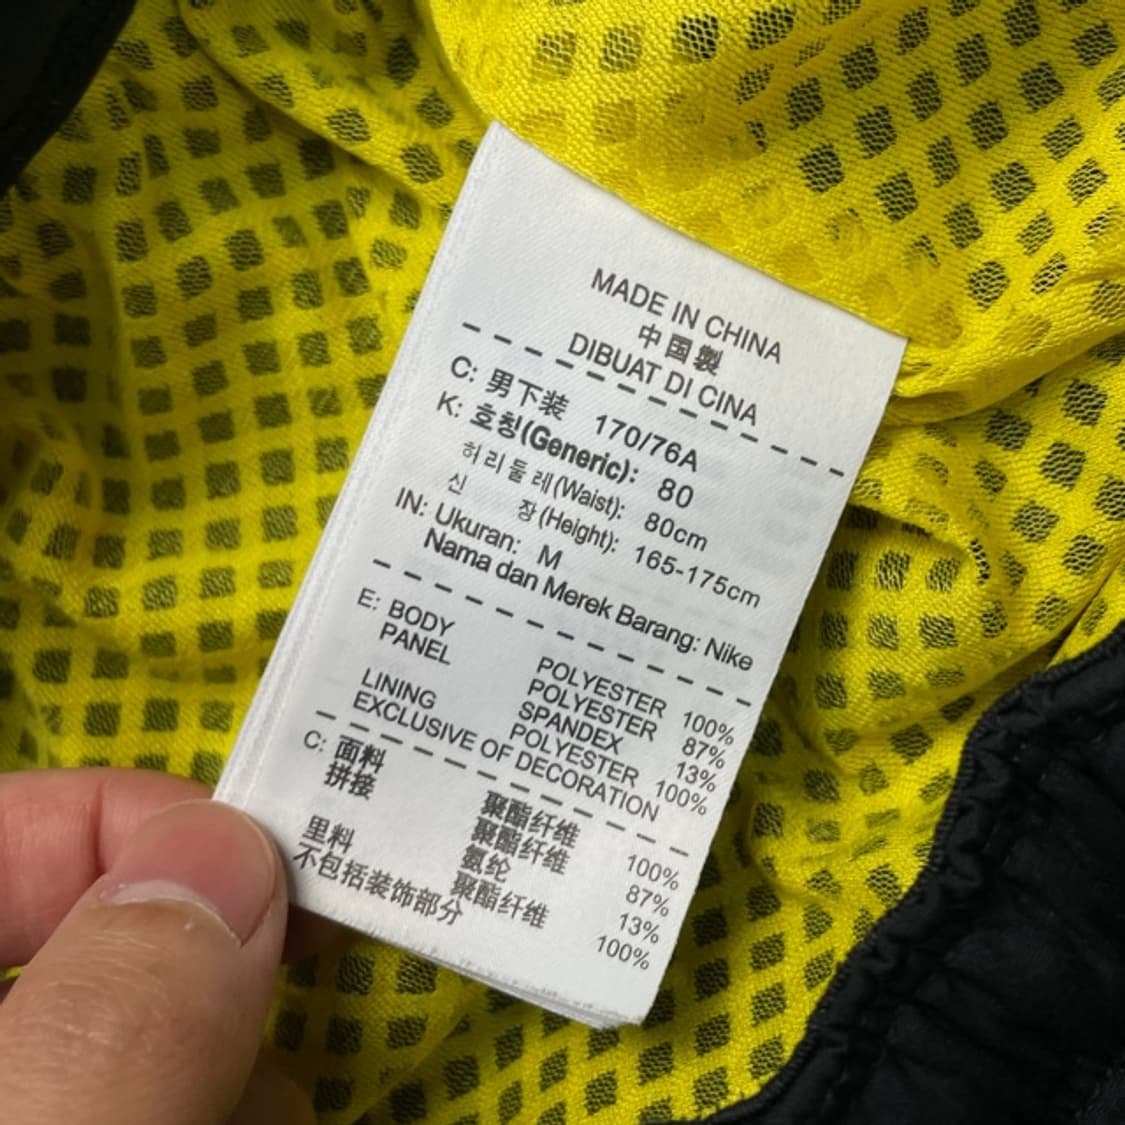 MADE IN CHINA
中国製
DIBUAT DI CINA
C: 男下装 170/76A
K: 호칭(Generic): 80
허리둘레(Waist): 80cm
신 장(Height): 165-175cm
IN: Ukuran: M
Nama dan Merek Barang: Nike
E: BODY POLYESTER 100%
PANEL POLYESTER 87%
SPANDEX 13%
LINING POLYESTER 100%
EXCLUSIVE OF DECORATION
C: 面料 聚酯纤维 100%
拼接 聚酯纤维 87%
氨纶 13%
里料 聚酯纤维 100%
不包括装饰部分